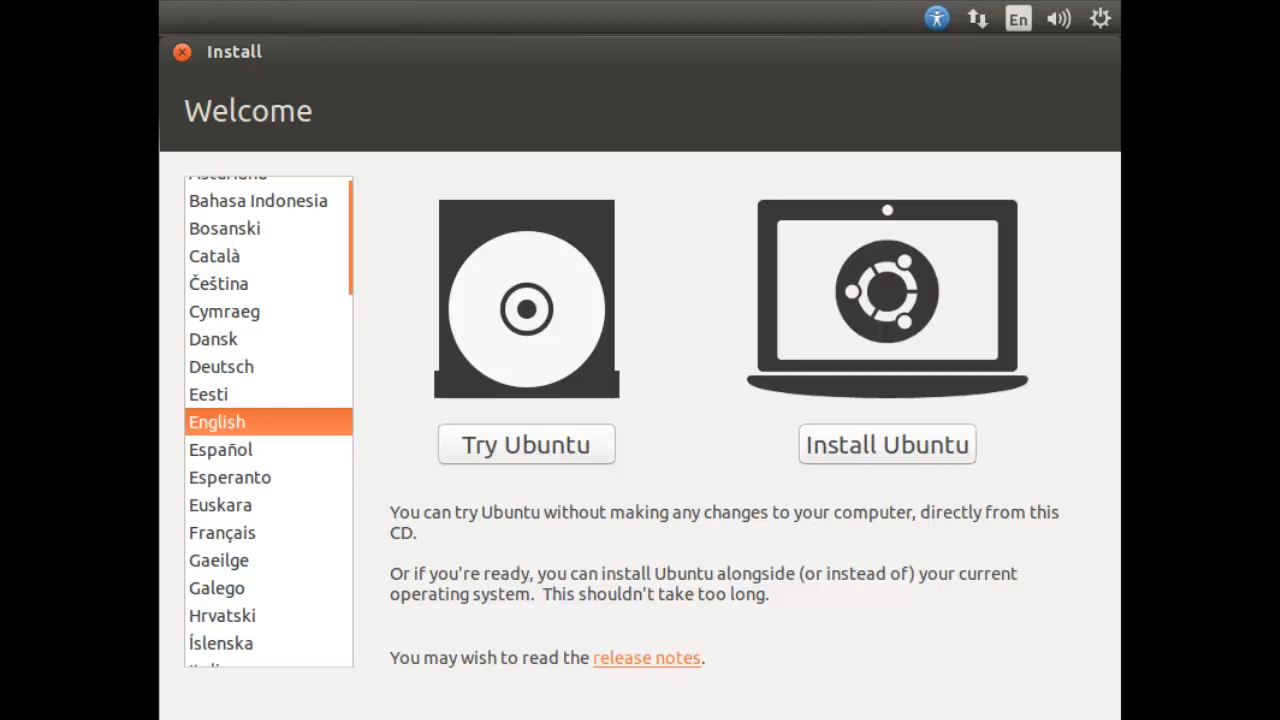 En
Install
Welcome
Bahasa Indonesia
Bosanski
Català
Čeština
Cymraeg
Dansk
Deutsch
Eesti
English
Español
Esperanto
Euskara
Français
Gaeilge
Galego
Hrvatski
Íslenska
Try Ubuntu
Install Ubuntu
You can try Ubuntu without making any changes to your computer, directly from this
CD.
Or if you're ready, you can install Ubuntu alongside (or instead of) your current
operating system.  This shouldn't take too long.
You may wish to read the release notes.